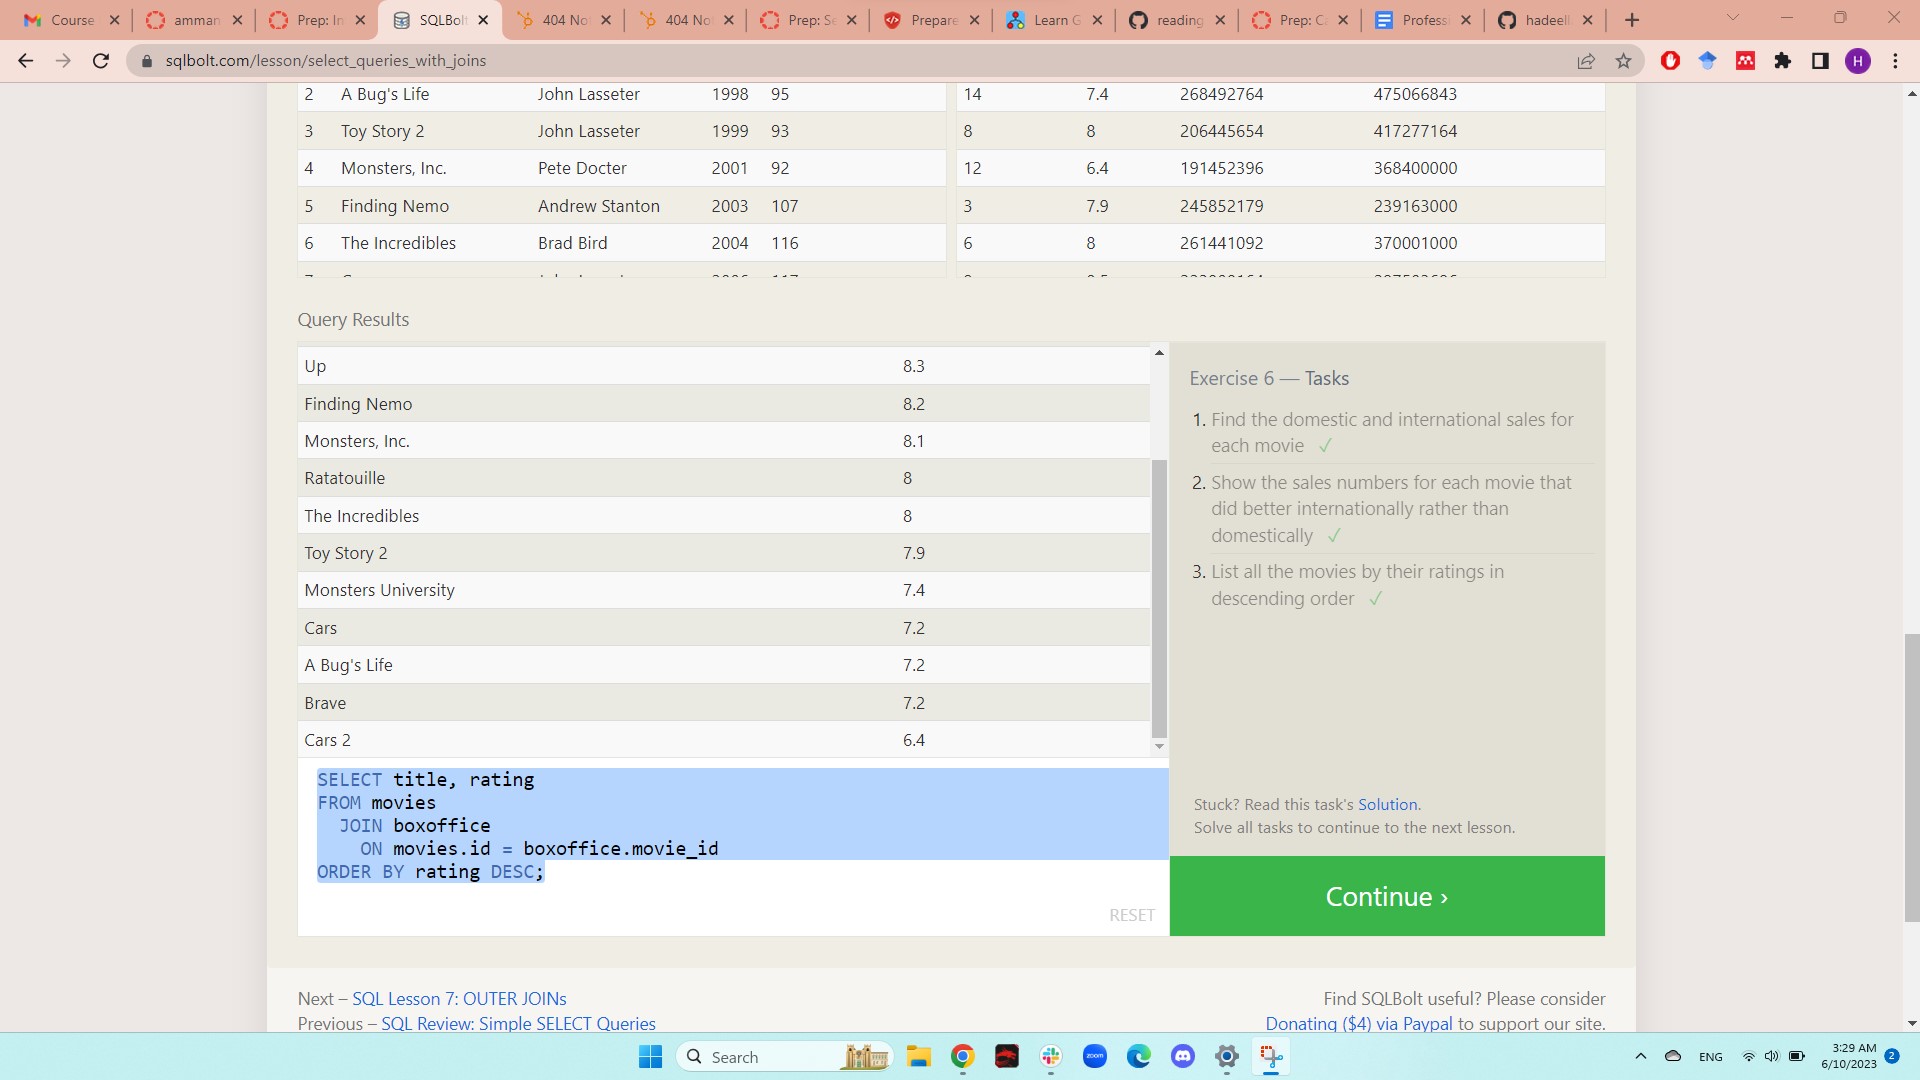 Course
amman
Prep: In
SQLBolt
404 No
404 No
Prep: Se
Prepare
Learn G
reading
Prep: C
Profess
hadeel
sqlbolt.com/lesson/select_queries_with_joins
H
2 A Bug's Life John Lasseter 1998 95 14 7.4 268492764 475066843
3 Toy Story 2 John Lasseter 1999 93 8 8 206445654 417277164
4 Monsters, Inc. Pete Docter 2001 92 12 6.4 191452396 368400000
5 Finding Nemo Andrew Stanton 2003 107 3 7.9 245852179 239163000
6 The Incredibles Brad Bird 2004 116 6 8 261441092 370001000
Query Results
Up 8.3
Finding Nemo 8.2
Monsters, Inc. 8.1
Ratatouille 8
The Incredibles 8
Toy Story 2 7.9
Monsters University 7.4
Cars 7.2
A Bug's Life 7.2
Brave 7.2
Cars 2 6.4
SELECT title, rating
FROM movies
JOIN boxoffice
ON movies.id = boxoffice.movie_id
ORDER BY rating DESC;
RESET
Exercise 6 — Tasks
1. Find the domestic and international sales for
each movie ✓
2. Show the sales numbers for each movie that
did better internationally rather than
domestically ✓
3. List all the movies by their ratings in
descending order ✓
Stuck? Read this task's Solution.
Solve all tasks to continue to the next lesson.
Continue ›
Next – SQL Lesson 7: OUTER JOINs
Previous – SQL Review: Simple SELECT Queries
Find SQLBolt useful? Please consider
Donating ($4) via Paypal to support our site.
Search
zoom
ENG
3:29 AM
6/10/2023
2